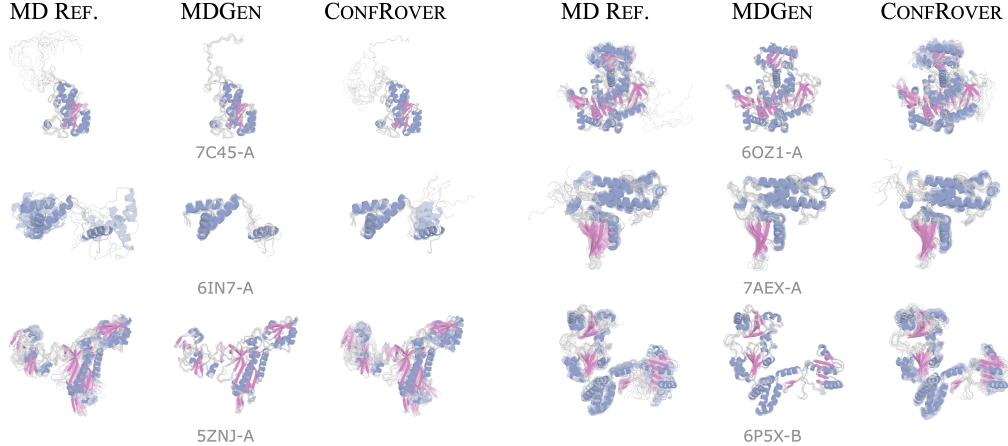 MD REF. MDGEN CONFROVER MD REF. MDGEN CONFROVER
7C45-A 6OZ1-A
6IN7-A 7AEX-A
5ZNJ-A 6P5X-B